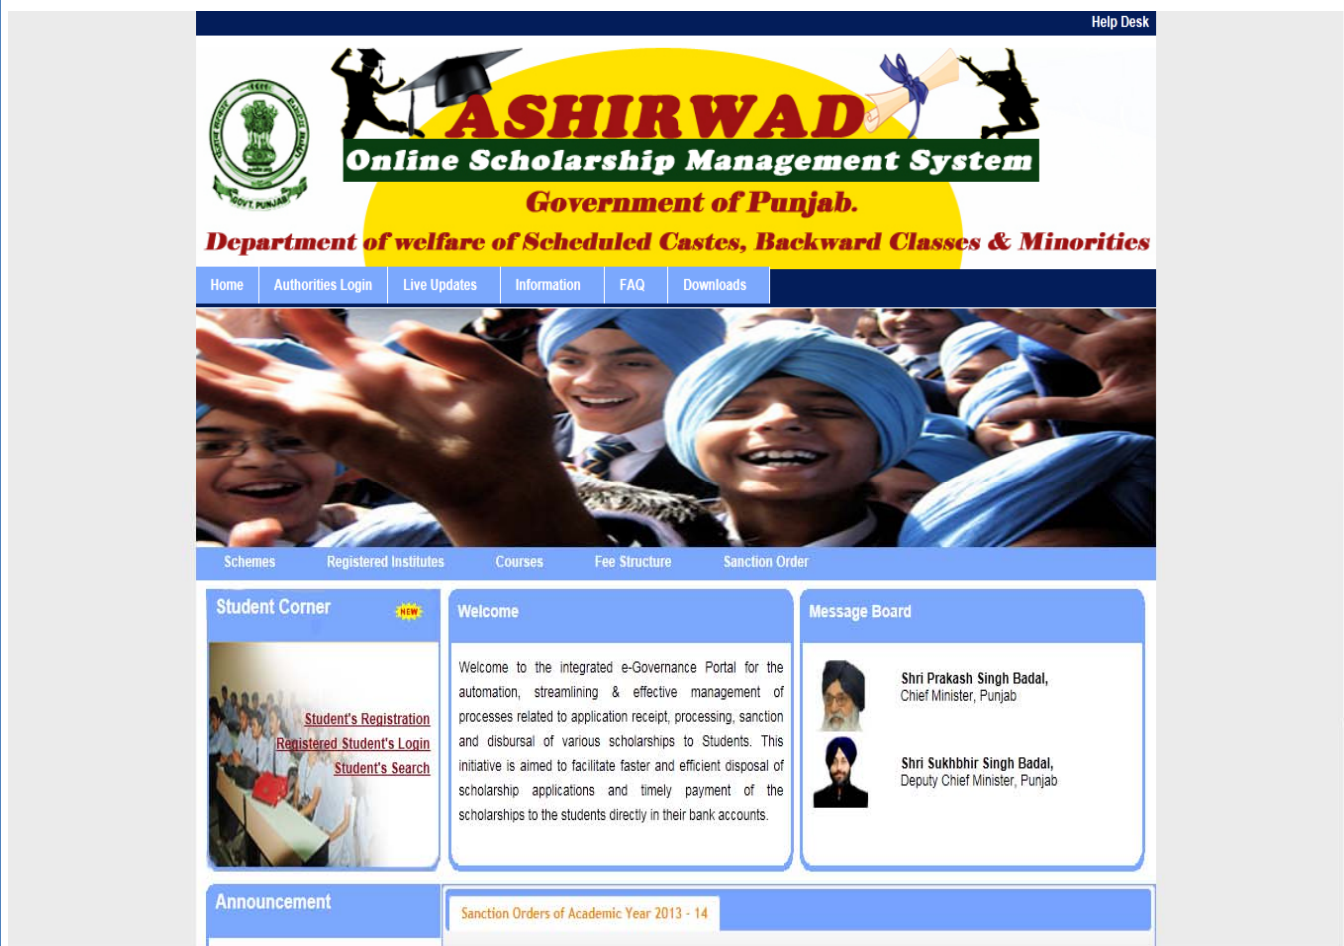 Help Desk
ASHIRWAD
Online Scholarship Management System
GOVT. PUNJAB
Government of Punjab.
Department of welfare of Scheduled Castes, Backward Classes & Minorities
Home Authorities Login Live Updates Information FAQ Downloads
Schemes Registered Institutes Courses Fee Structure Sanction Order
Student Corner NEW
Student's Registration
Registered Student's Login
Student's Search
Welcome
Welcome to the integrated e-Governance Portal for the
automation, streamlining & effective management of
processes related to application receipt, processing, sanction
and disbursal of various scholarships to Students. This
initiative is aimed to facilitate faster and efficient disposal of
scholarship applications and timely payment of the
scholarships to the students directly in their bank accounts.
Message Board
Shri Prakash Singh Badal,
Chief Minister, Punjab
Shri Sukhbhir Singh Badal,
Deputy Chief Minister, Punjab
Announcement
Sanction Orders of Academic Year 2013 - 14